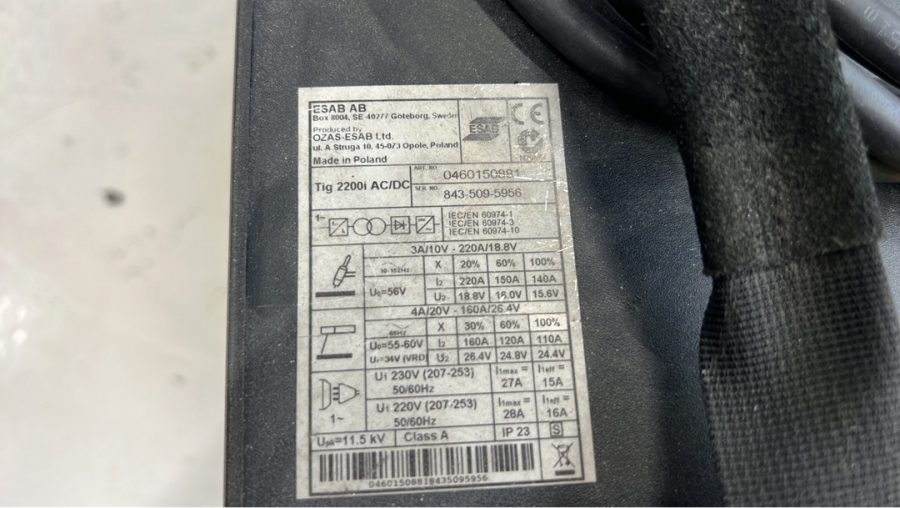 ESAB AB
Box 8004, SE-40277 Göteborg, Sweden
Produced by
OZAS-ESAB Ltd.
ul. A.Struga 10, 45-073 Opole, Poland
Made in Poland
ESAB
CE
Tig 2200i AC/DC
ART. NO. 0460150881
SER. NO. 843-509-5956
1~
IEC/EN 60974-1
IEC/EN 60974-3
IEC/EN 60974-10
3A/10V - 220A/18.8V
X 20% 60% 100%
I2 220A 150A 140A
U0=56V
U2 18.8V 16.0V 15.6V
4A/20V - 160A/26.4V
X 30% 60% 100%
U0=55-60V I2 160A 120A 110A
Ur=34V (VRD) U2 26.4V 24.8V 24.4V
U1 230V (207-253) I1max = I1eff =
50/60Hz 27A 15A
U1 220V (207-253) I1max = I1eff =
1~ 50/60Hz 28A 16A
Upk=11.5 kV Class A IP 23 S
04601508818435095956